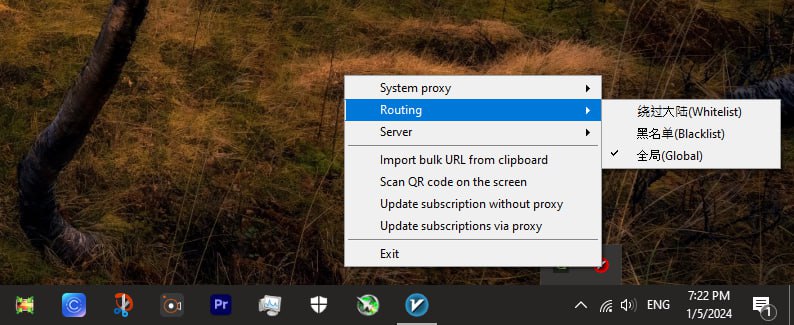 System proxy
Routing
Server
Import bulk URL from clipboard
Scan QR code on the screen
Update subscription without proxy
Update subscriptions via proxy
Exit
绕过大陆(Whitelist)
黑名单(Blacklist)
全局(Global)
C
Pr
V
ENG
7:22 PM
1/5/2024
1